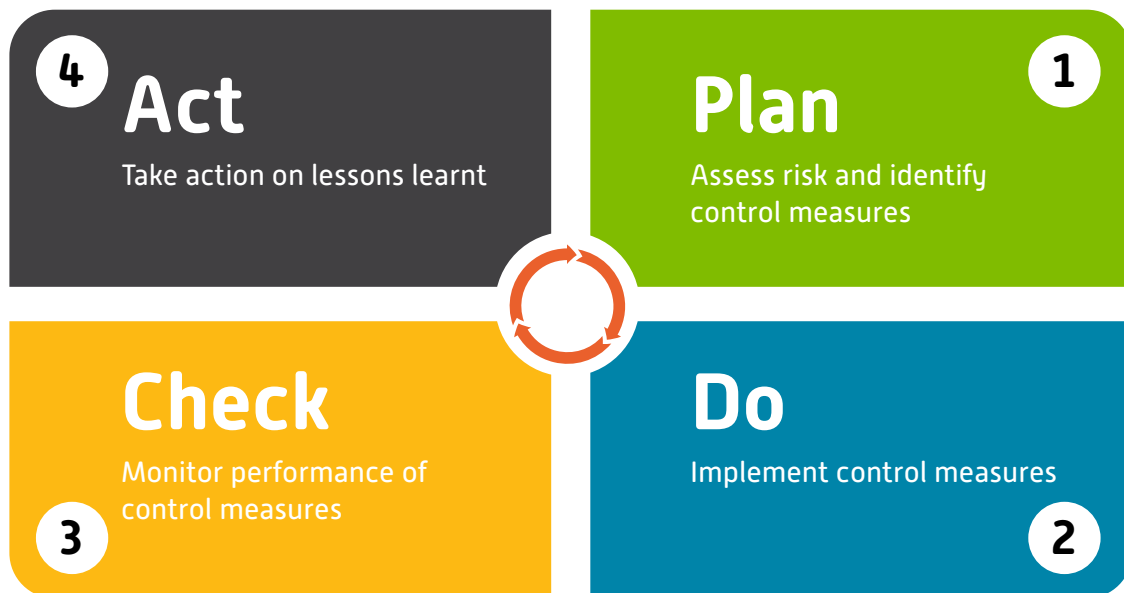 4
Act
Take action on lessons learnt
1
Plan
Assess risk and identify
control measures
Check
Monitor performance of
control measures
3
Do
Implement control measures
2